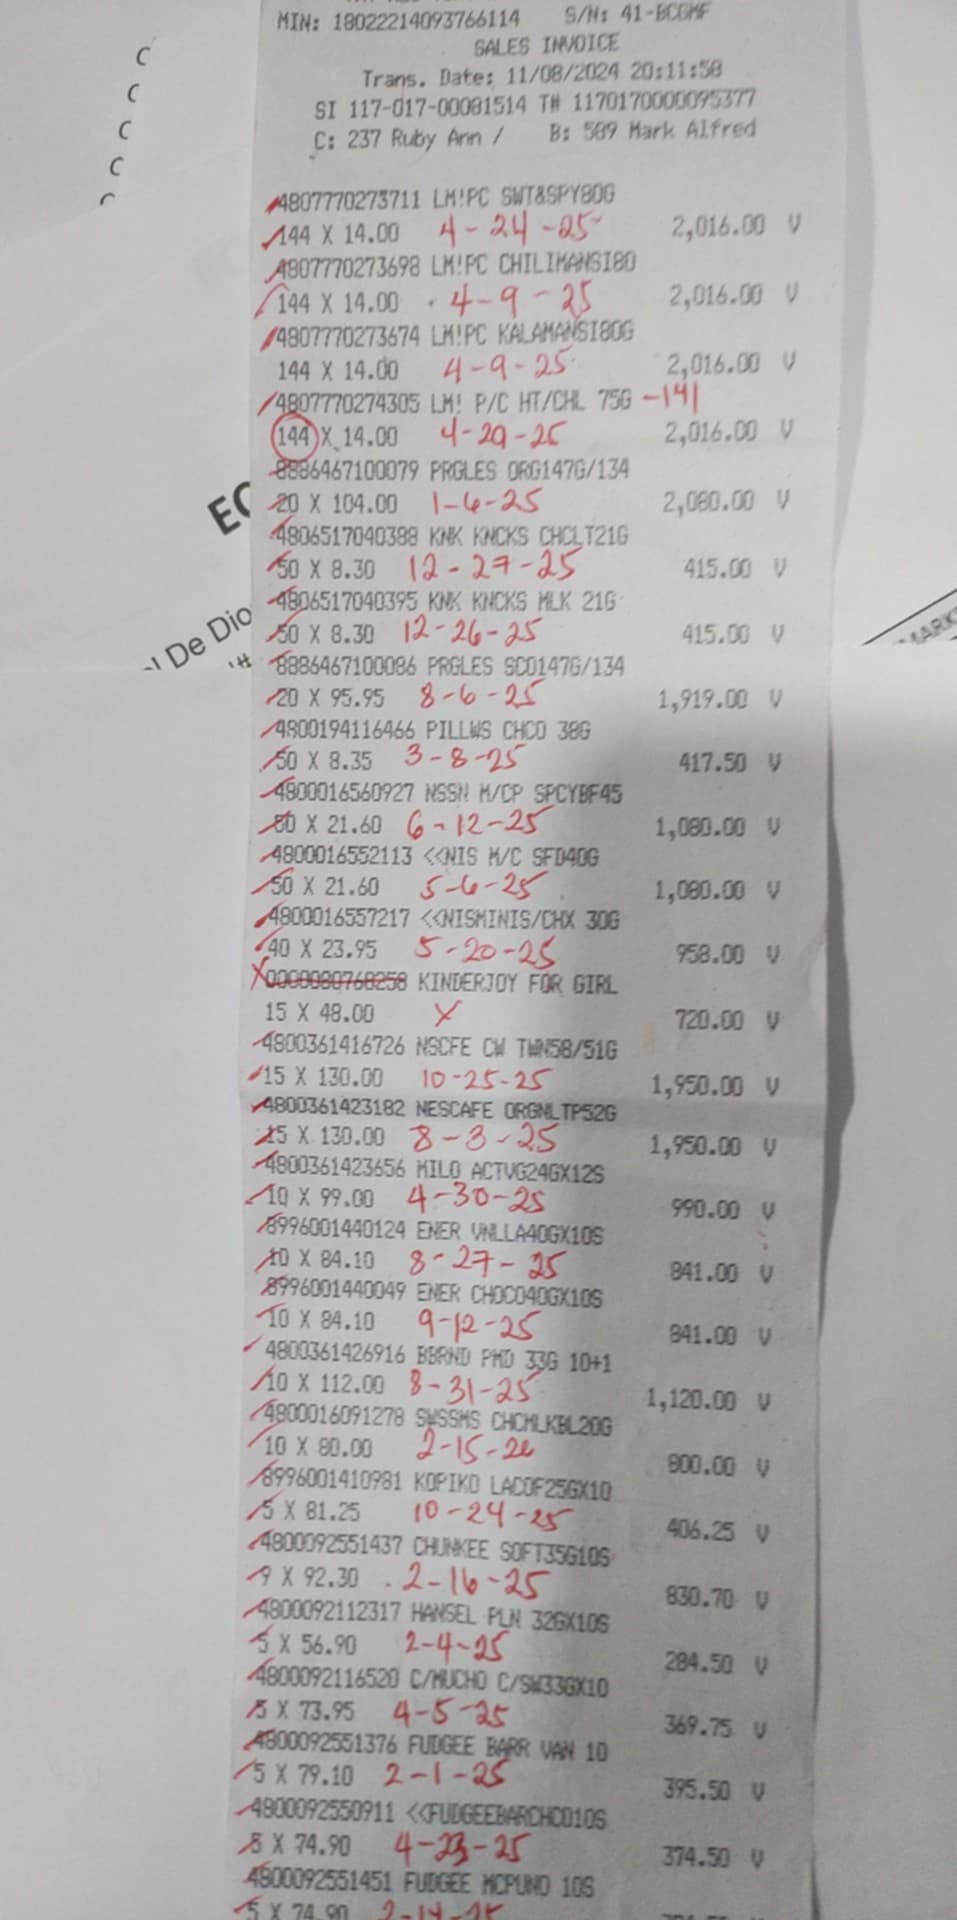 MIN: 18022214093766114 S/N: 41-BCGMF
SALES INVOICE
Trans. Date: 11/08/2024 20:11:58
SI 117-017-00081514 T# 1170170000095377
C: 237 Ruby Ann / B: 589 Mark Alfred
4807770273711 LM!PC SWT&SPY80G
144 X 14.00 4-24-25 2,016.00 V
4807770273698 LM!PC CHILIMANSI80
144 X 14.00 4-9-25 2,016.00 V
4807770273674 LM!PC KALAMANSI80G
144 X 14.00 4-9-25 2,016.00 V
4807770274305 LM! P/C HT/CHL 75G -141
144 X 14.00 4-29-25 2,016.00 V
8886467100079 PRGLES ORG147G/134
20 X 104.00 1-6-25 2,080.00 V
4806517040388 KNK KNCKS CHCLT21G
50 X 8.30 12-27-25 415.00 V
4806517040395 KNK KNCKS MLK 21G
50 X 8.30 12-26-25 415.00 V
8886467100086 PRGLES SCO147G/134
20 X 95.95 8-6-25 1,919.00 V
4800194116466 PILLWS CHCO 38G
50 X 8.35 3-8-25 417.50 V
4800016560927 NSSN M/CP SPCYBF45
50 X 21.60 6-12-25 1,080.00 V
4800016552113 <<NIS M/C SFD40G
50 X 21.60 5-6-25 1,080.00 V
4800016557217 <<NISMINIS/CHX 30G
40 X 23.95 5-20-25 958.00 V
X 0000080768258 KINDERJOY FOR GIRL
15 X 48.00 X 720.00 V
4800361416726 NSCFE CW TWN58/51G
15 X 130.00 10-25-25 1,950.00 V
4800361423182 NESCAFE ORGNLTP52G
15 X 130.00 8-3-25 1,950.00 V
4800361423656 MILO ACTVG24GX12S
10 X 99.00 4-30-25 990.00 V
8996001440124 ENER VNLLA40GX10S
10 X 84.10 8-27-25 841.00 V
8996001440049 ENER CHOCO40GX10S
10 X 84.10 9-12-25 841.00 V
4800361426916 BBRND PMD 33G 10+1
10 X 112.00 8-31-25 1,120.00 V
4800016091278 SWSSMS CHCMLKBL20G
10 X 80.00 2-15-26 800.00 V
8996001410981 KOPIKO LACOF25GX10
5 X 81.25 10-24-25 406.25 V
4800092551437 CHUNKEE SOFT35G10S
9 X 92.30 2-16-25 830.70 V
4800092112317 HANSEL PLN 32GX10S
5 X 56.90 2-4-25 284.50 V
4800092116520 C/MUCHO C/SW33GX10
5 X 73.95 4-5-25 369.75 V
4800092551376 FUDGEE BARR VAN 10
5 X 79.10 2-1-25 395.50 V
4800092550911 <<FUDGEEBARCHCO10S
5 X 74.90 4-23-25 374.50 V
4800092551451 FUDGEE MCPUNO 10S
5 X 74.90 2-14-25
De Dio